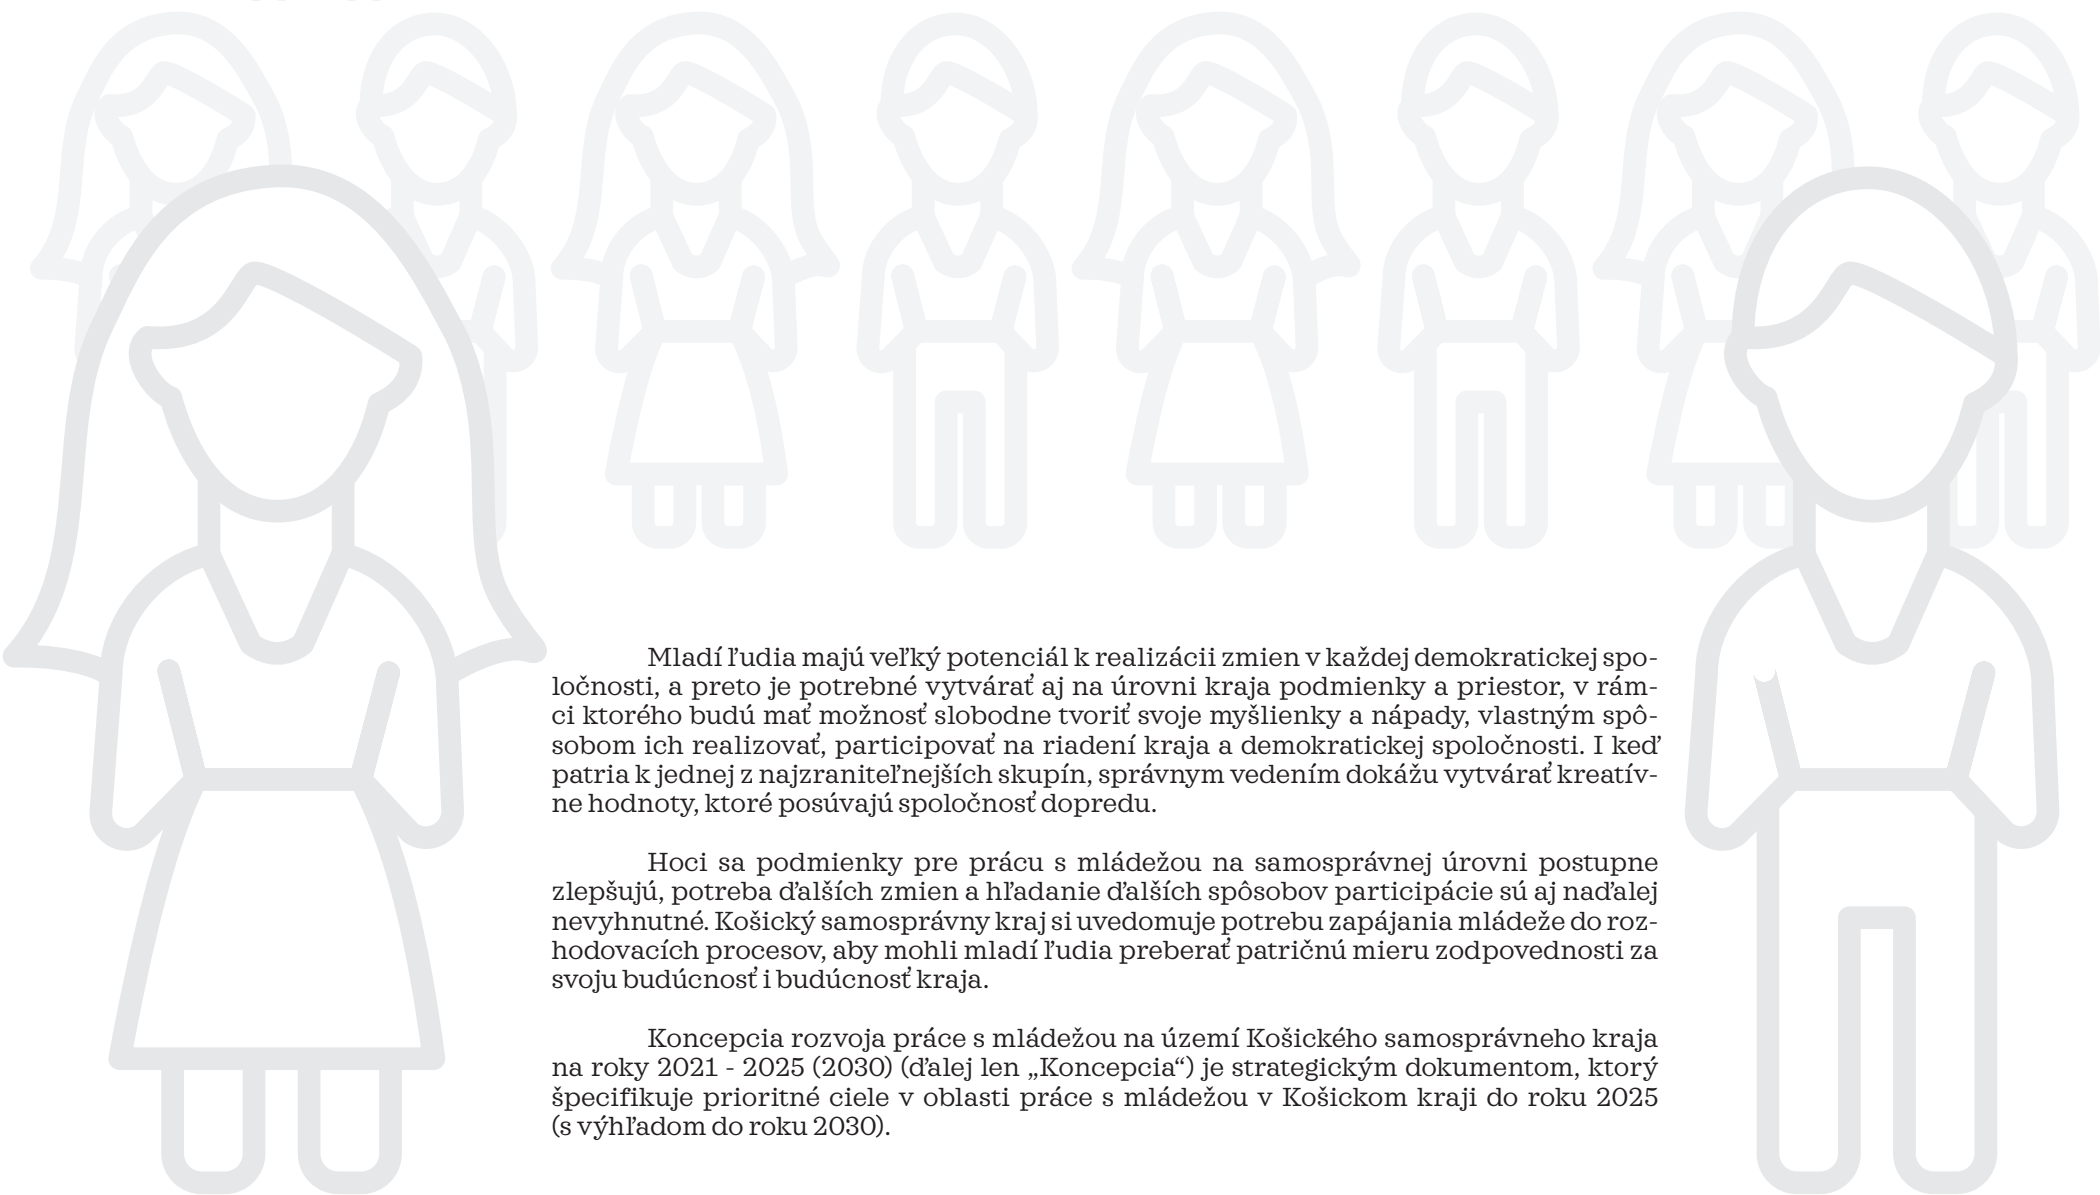 Mladí ľudia majú veľký potenciál k realizácii zmien v každej demokratickej spo-
ločnosti, a preto je potrebné vytvárať aj na úrovni kraja podmienky a priestor, v rám-
ci ktorého budú mať možnosť slobodne tvoriť svoje myšlienky a nápady, vlastným spô-
sobom ich realizovať, participovať na riadení kraja a demokratickej spoločnosti. I keď
patria k jednej z najzraniteľnejších skupín, správnym vedením dokážu vytvárať kreatív-
ne hodnoty, ktoré posúvajú spoločnosť dopredu.
Hoci sa podmienky pre prácu s mládežou na samosprávnej úrovni postupne
zlepšujú, potreba ďalších zmien a hľadanie ďalších spôsobov participácie sú aj naďalej
nevyhnutné. Košický samosprávny kraj si uvedomuje potrebu zapájania mládeže do roz-
hodovacích procesov, aby mohli mladí ľudia preberať patričnú mieru zodpovednosti za
svoju budúcnosť i budúcnosť kraja.
Koncepcia rozvoja práce s mládežou na území Košického samosprávneho kraja
na roky 2021 - 2025 (2030) (ďalej len „Koncepcia“) je strategickým dokumentom, ktorý
špecifikuje prioritné ciele v oblasti práce s mládežou v Košickom kraji do roku 2025
(s výhľadom do roku 2030).